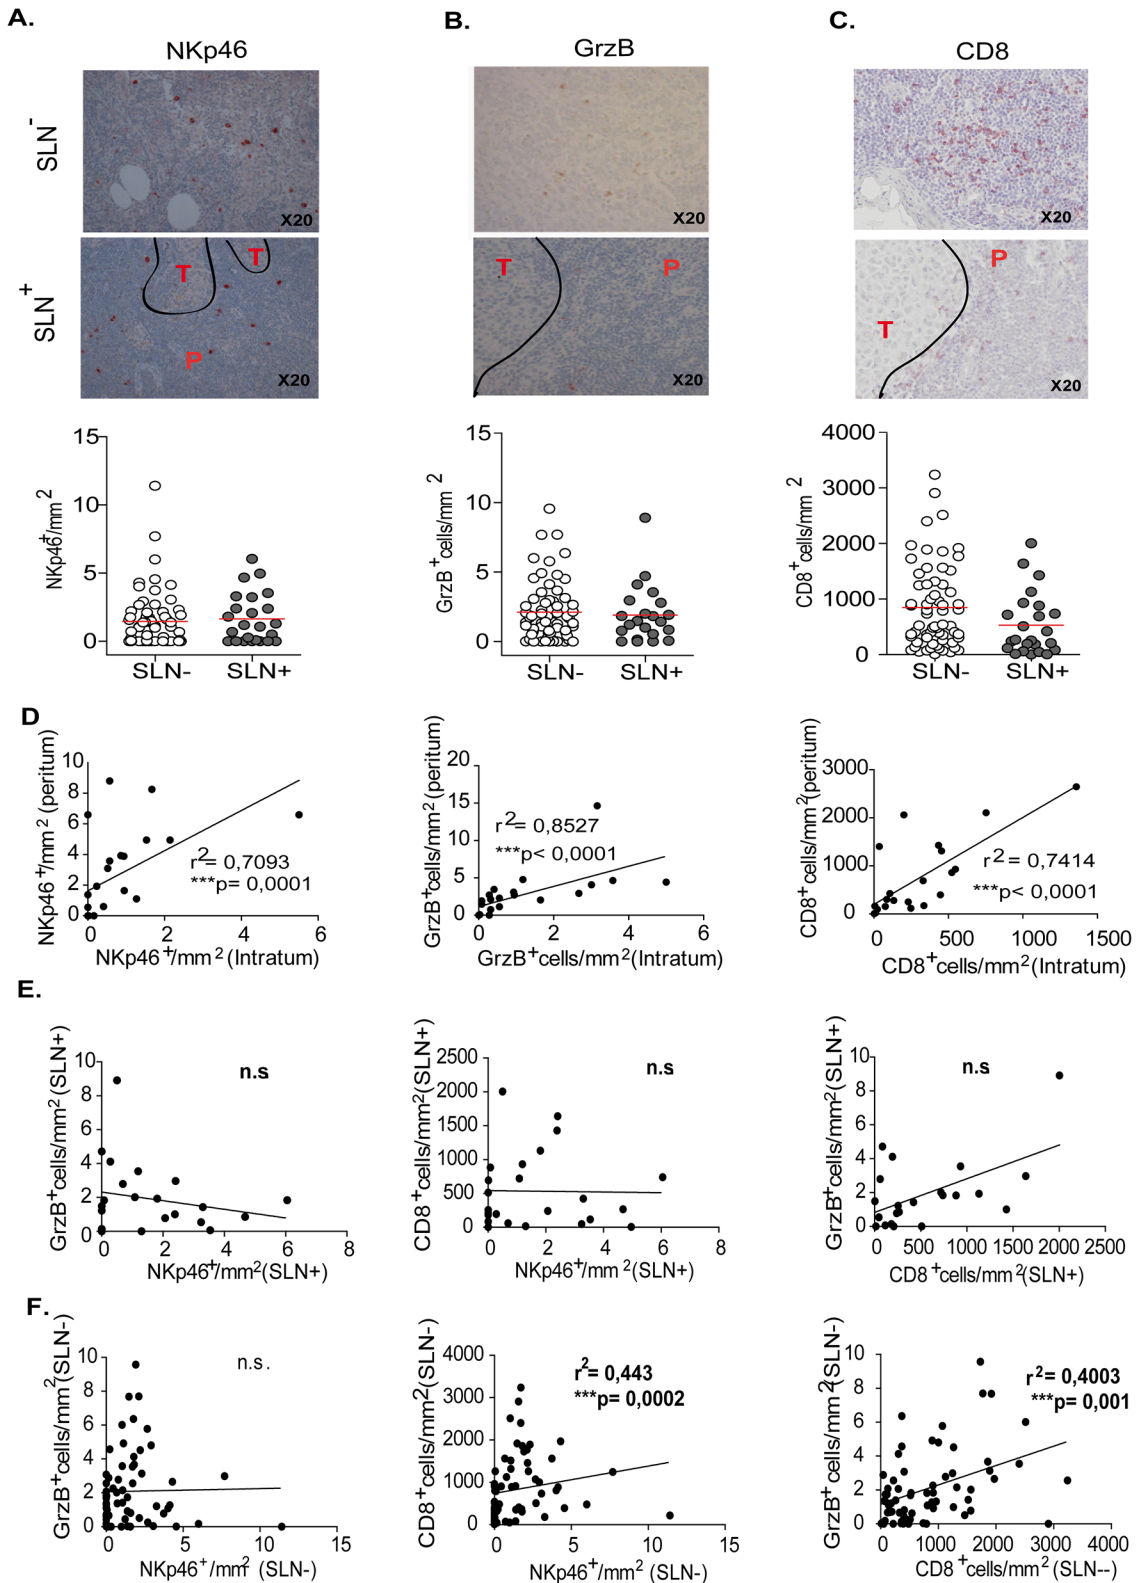 A.
B.
C.
NKp46
GrzB
CD8
SLN-
X20
X20
X20
SLN+
T
T
P
X20
T
P
X20
T
P
X20
NKp46+/mm2
15
10
5
0
SLN-
SLN+
GrzB+cells/mm2
15
10
5
0
SLN-
SLN+
CD8+cells/mm2
4000
3000
2000
1000
0
SLN-
SLN+
D
NKp46+/mm2 (peritum)
10
8
6
4
2
0
r2= 0,7093
***p= 0,0001
0
2
4
6
NKp46+/mm2 (Intratum)
GrzB+cells/mm2 (peritum)
20
15
10
5
0
r2= 0,8527
***p< 0,0001
0
2
4
6
GrzB+cells/mm2(Intratum)
CD8+cells/mm2(peritum)
3000
2000
1000
0
r2= 0,7414
***p< 0,0001
0
500
1000
1500
CD8+cells/mm2(Intratum)
E.
GrzB+cells/mm2 (SLN+)
10
8
6
4
2
0
n.s
0
2
4
6
8
NKp46+/mm2(SLN+)
CD8+cells/mm2(SLN+)
2500
2000
1500
1000
500
0
n.s.
0
2
4
6
8
NKp46+/mm2(SLN+)
GrzB+cells/mm2(SLN+)
10
8
6
4
2
0
n.s.
0
500
1000
1500
2000
2500
CD8+cells/mm2(SLN+)
F.
GrzB+cells/mm2(SLN-)
10
8
6
4
2
0
n.s.
0
5
10
15
NKp46+/mm2 (SLN-)
CD8+cells/mm2(SLN-)
4000
3000
2000
1000
0
r2= 0,443
***p= 0,0002
0
5
10
15
NKp46+/mm2 (SLN-)
GrzB+cells/mm2(SLN-)
10
8
6
4
2
0
r2= 0,4003
***p= 0,001
0
1000
2000
3000
4000
CD8+cells/mm2 (SLN--)